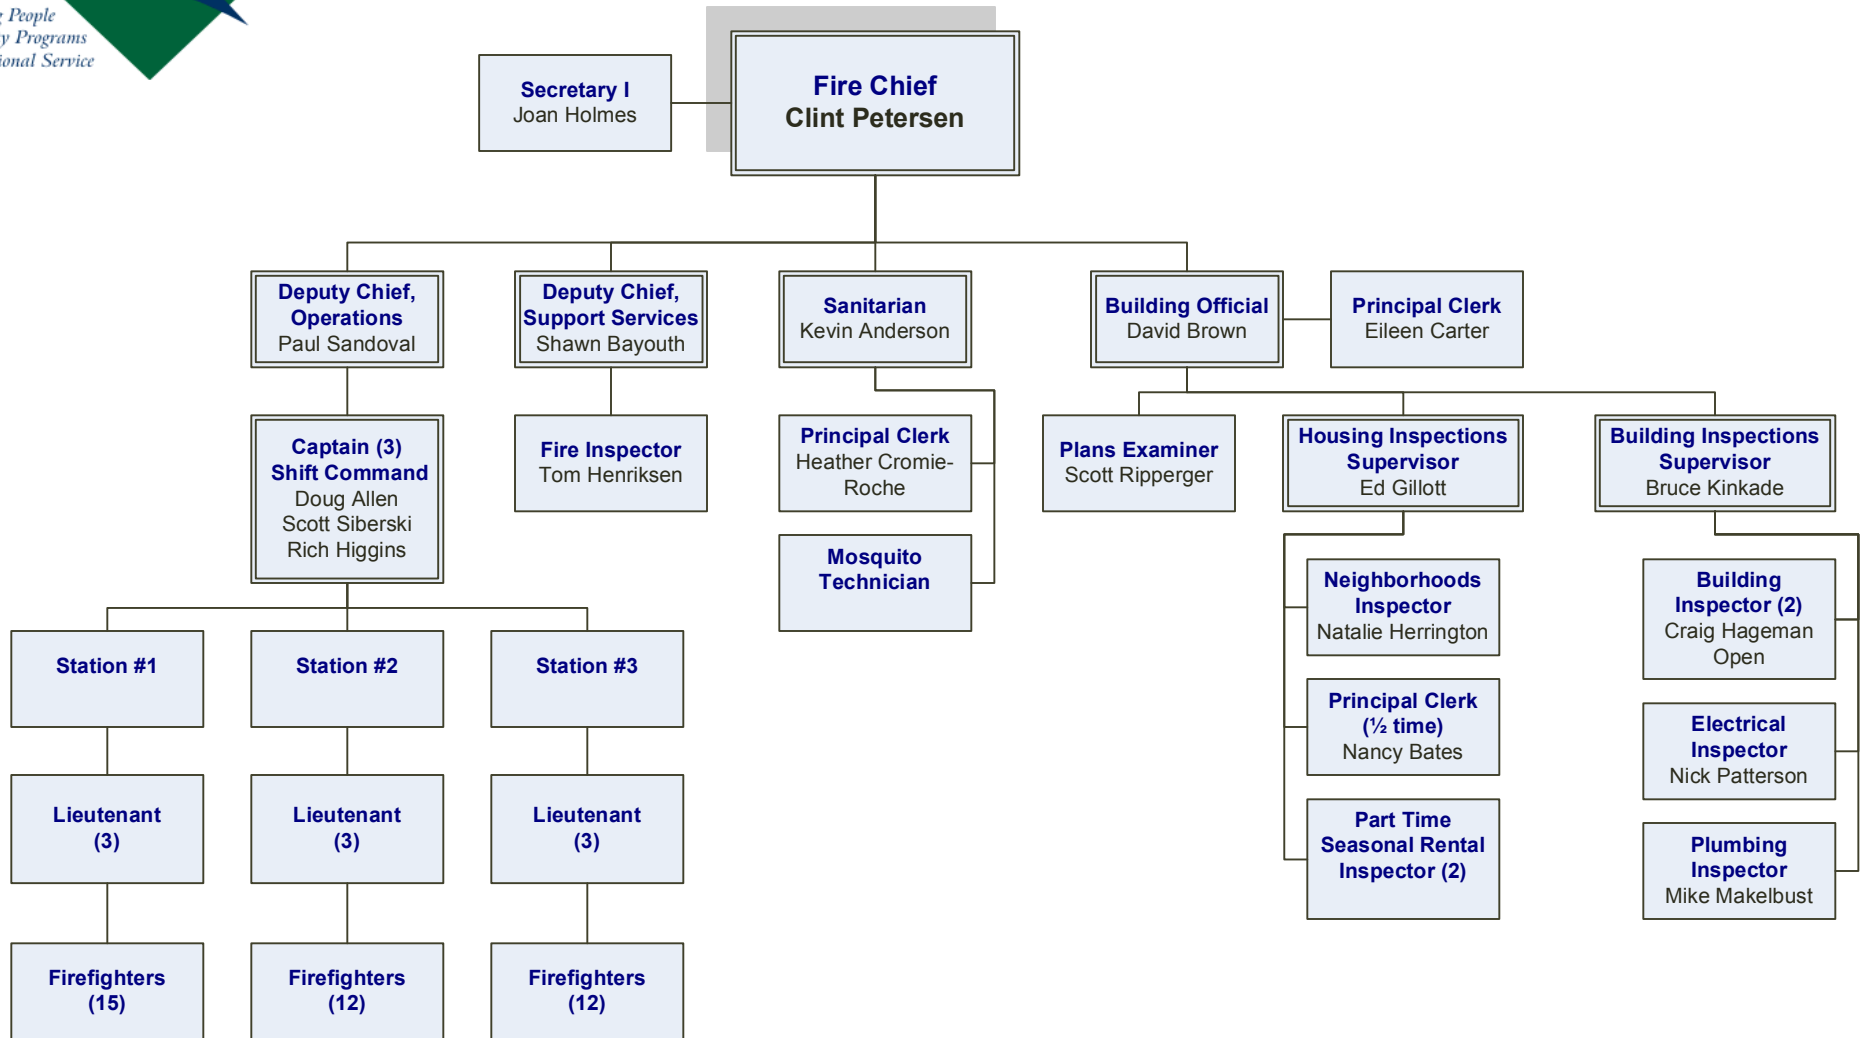 People
Programs
Service
Fire Chief
Clint Petersen
Secretary I
Joan Holmes
Deputy Chief,
Operations
Paul Sandoval
Deputy Chief,
Support Services
Shawn Bayouth
Sanitarian
Kevin Anderson
Building Official
David Brown
Principal Clerk
Eileen Carter
Captain (3)
Shift Command
Doug Allen
Scott Siberski
Rich Higgins
Fire Inspector
Tom Henriksen
Principal Clerk
Heather Cromie-
Roche
Mosquito
Technician
Plans Examiner
Scott Ripperger
Housing Inspections
Supervisor
Ed Gillott
Building Inspections
Supervisor
Bruce Kinkade
Neighborhoods
Inspector
Natalie Herrington
Principal Clerk
(½ time)
Nancy Bates
Part Time
Seasonal Rental
Inspector (2)
Building
Inspector (2)
Craig Hageman
Open
Electrical
Inspector
Nick Patterson
Plumbing
Inspector
Mike Makelbust
Station #1
Station #2
Station #3
Lieutenant
(3)
Lieutenant
(3)
Lieutenant
(3)
Firefighters
(15)
Firefighters
(12)
Firefighters
(12)